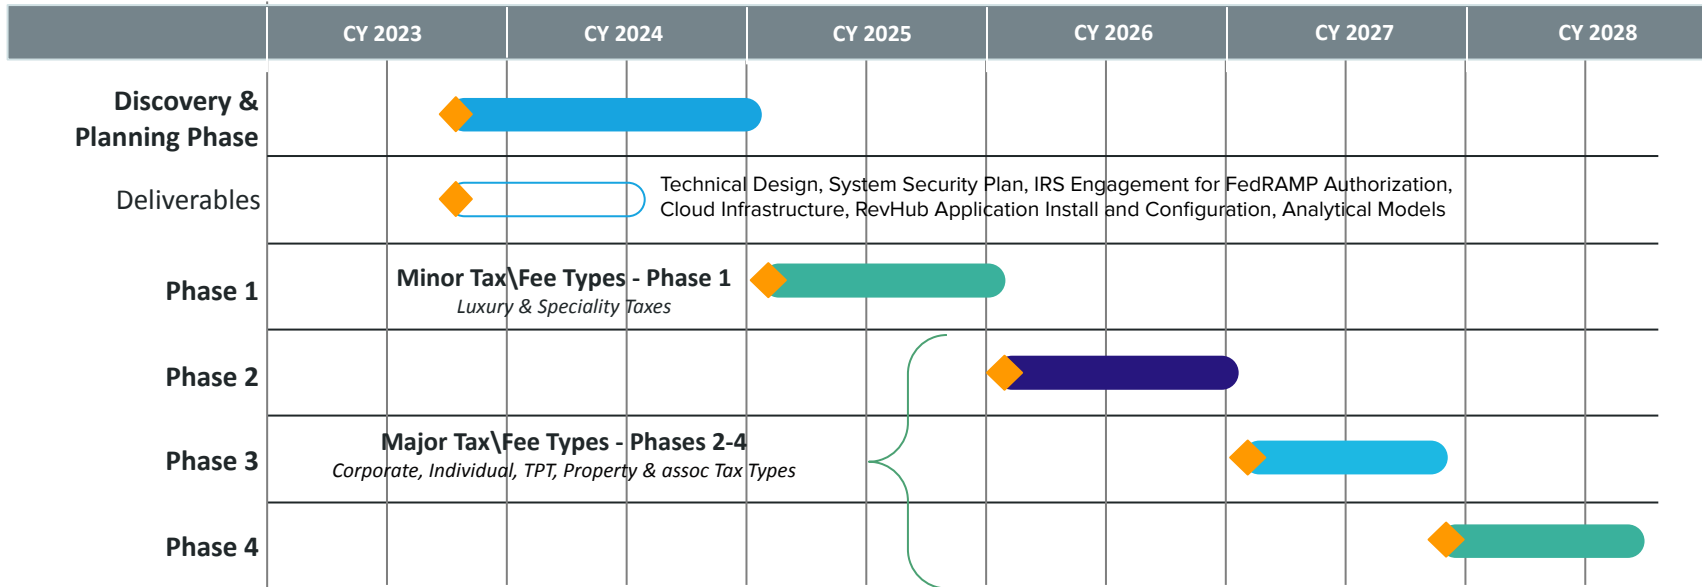 CY 2023 CY 2024 CY 2025 CY 2026 CY 2027 CY 2028
Discovery &
Planning Phase
Deliverables
Technical Design, System Security Plan, IRS Engagement for FedRAMP Authorization,
Cloud Infrastructure, RevHub Application Install and Configuration, Analytical Models
Phase 1
Minor Tax\Fee Types - Phase 1
Luxury & Speciality Taxes
Phase 2
Phase 3
Major Tax\Fee Types - Phases 2-4
Corporate, Individual, TPT, Property & assoc Tax Types
Phase 4